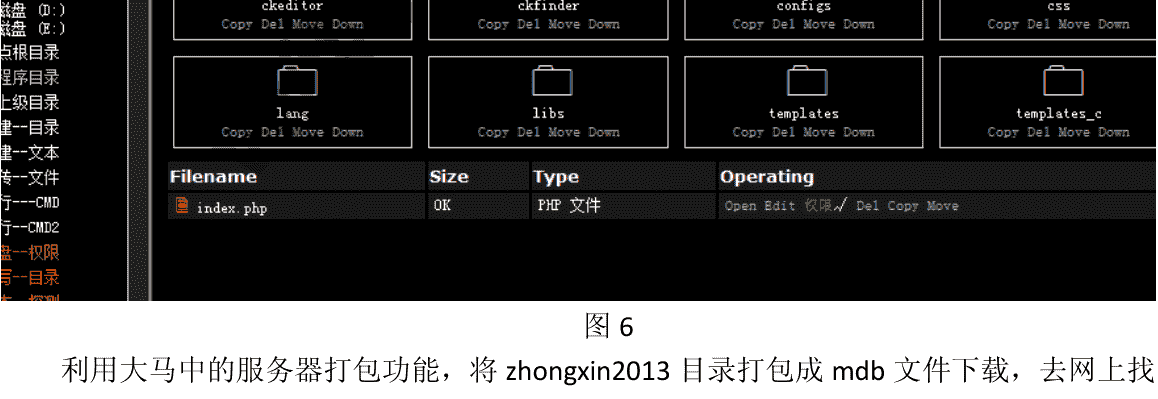 磁盘 (D:)
磁盘 (E:)
点根目录
程序目录
上级目录
建--目录
建--文本
传--文件
行---CMD
行--CMD2
盘--权限
写--目录
ckeditor
ckfinder
configs
css
Copy Del Move Down
Copy Del Move Down
Copy Del Move Down
Copy Del Move Down
lang
libs
templates
templates_c
Copy Del Move Down
Copy Del Move Down
Copy Del Move Down
Copy Del Move Down
Filename Size Type Operating
index.php 0K PHP 文件 Open Edit 权限√ Del Copy Move
图 6
利用大马中的服务器打包功能，将 zhongxin2013 目录打包成 mdb 文件下载，去网上找